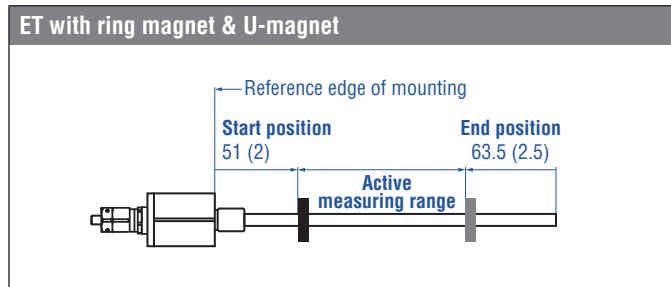 ET with ring magnet & U-magnet
Reference edge of mounting
Start position
51 (2)
End position
63.5 (2.5)
Active
measuring range